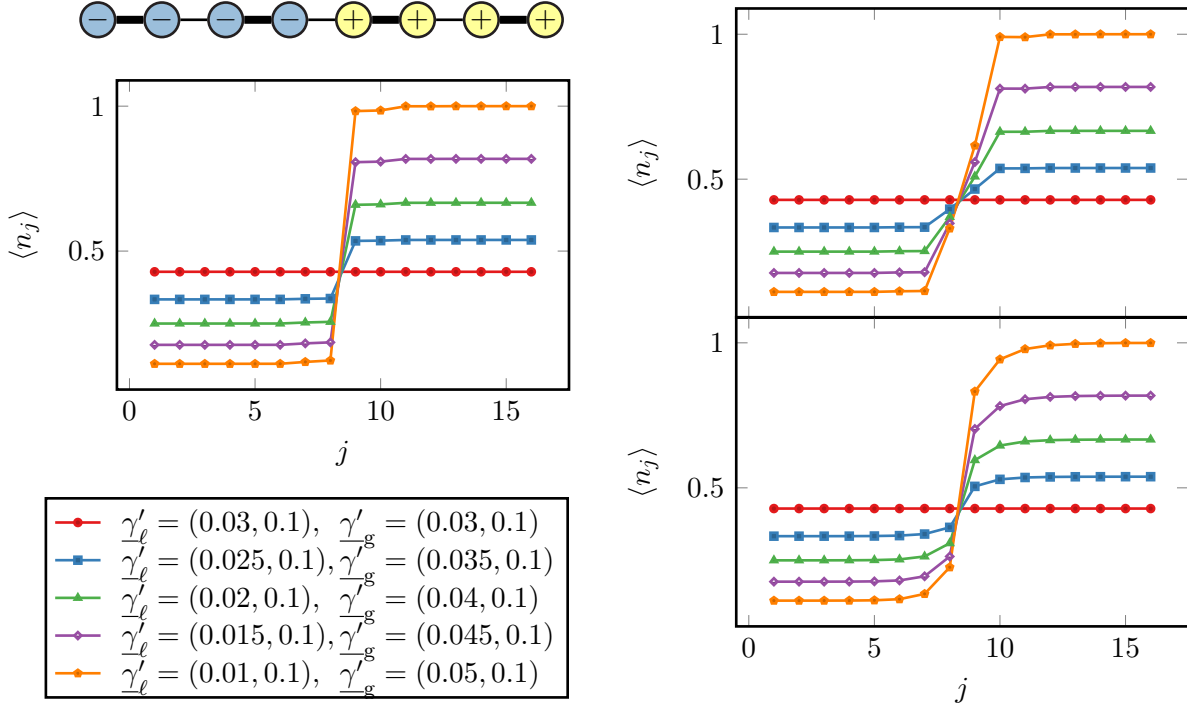 − − − − + + + +
1
0.5
⟨n_j⟩
0 5 10 15
j
γ′_ℓ = (0.03, 0.1), γ′_g = (0.03, 0.1)
γ′_ℓ = (0.025, 0.1), γ′_g = (0.035, 0.1)
γ′_ℓ = (0.02, 0.1), γ′_g = (0.04, 0.1)
γ′_ℓ = (0.015, 0.1), γ′_g = (0.045, 0.1)
γ′_ℓ = (0.01, 0.1), γ′_g = (0.05, 0.1)
1
0.5
⟨n_j⟩
1
0.5
⟨n_j⟩
0 5 10 15
j